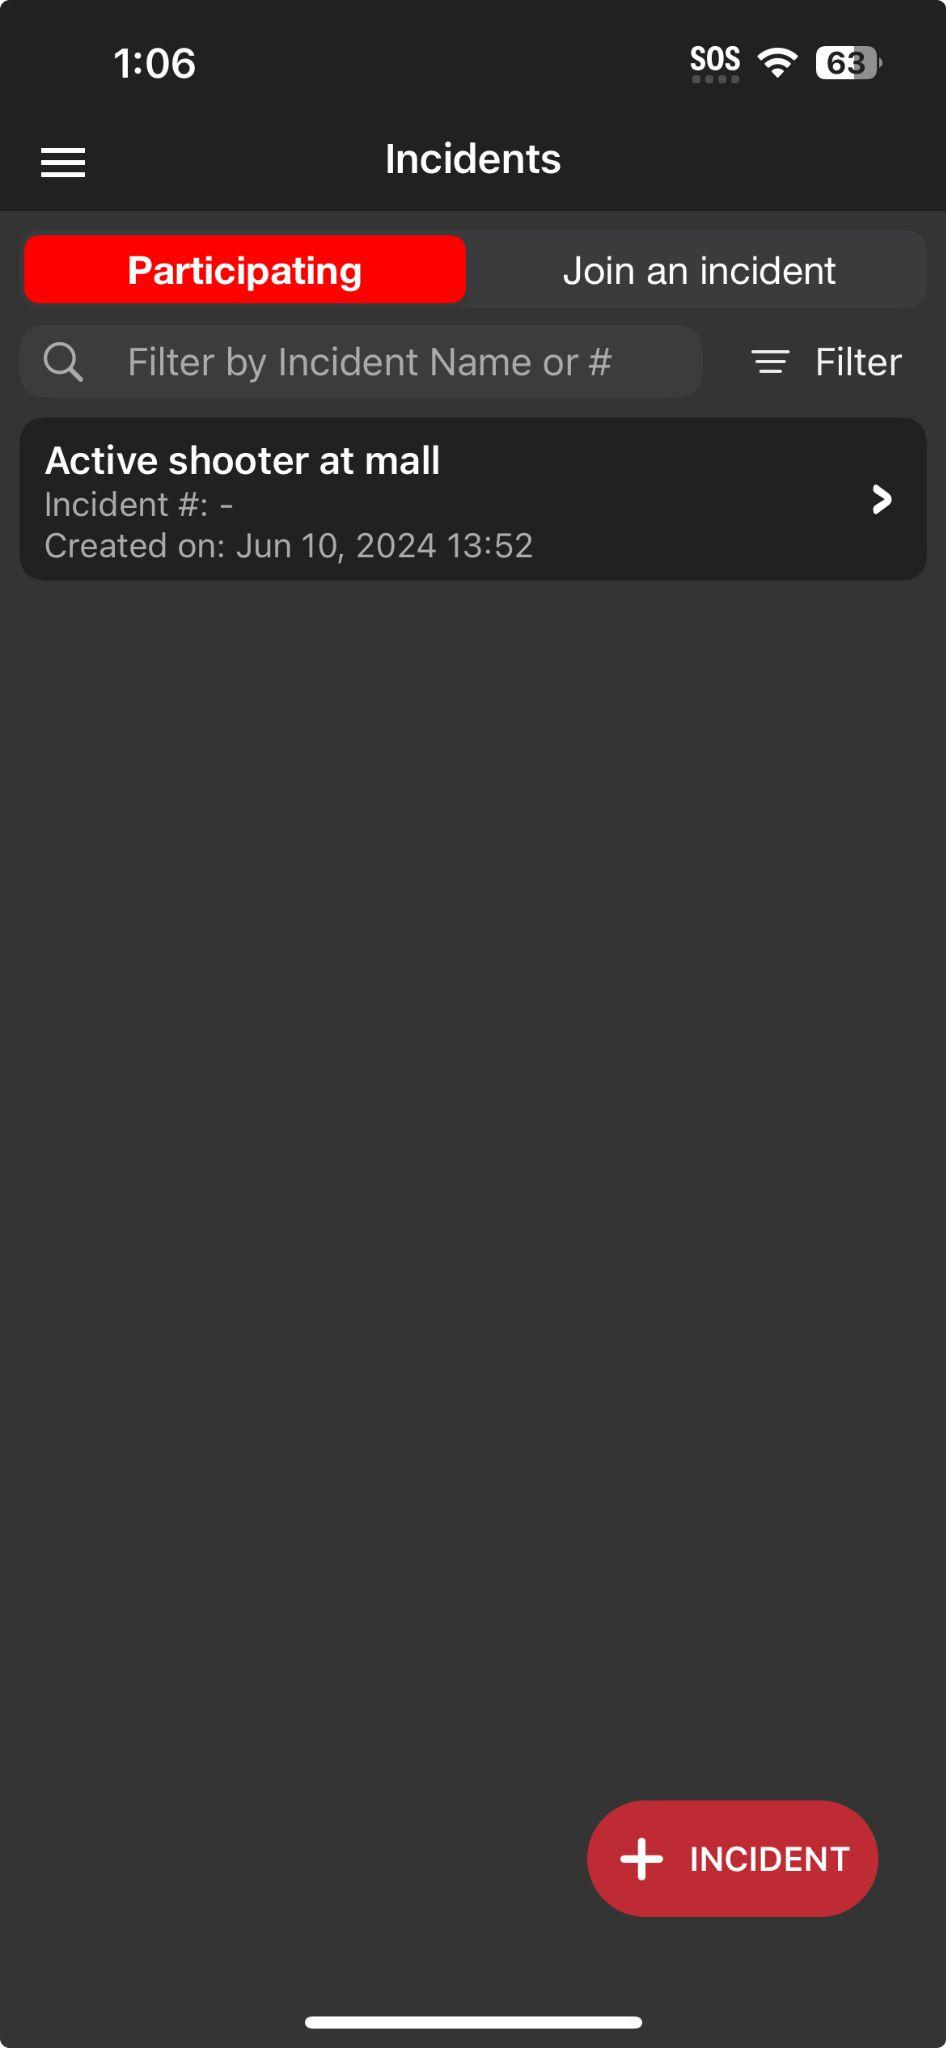 1:06
SOS
63
Incidents
Participating
Join an incident
Filter by Incident Name or #
Filter
Active shooter at mall
Incident #: -
Created on: Jun 10, 2024 13:52
INCIDENT